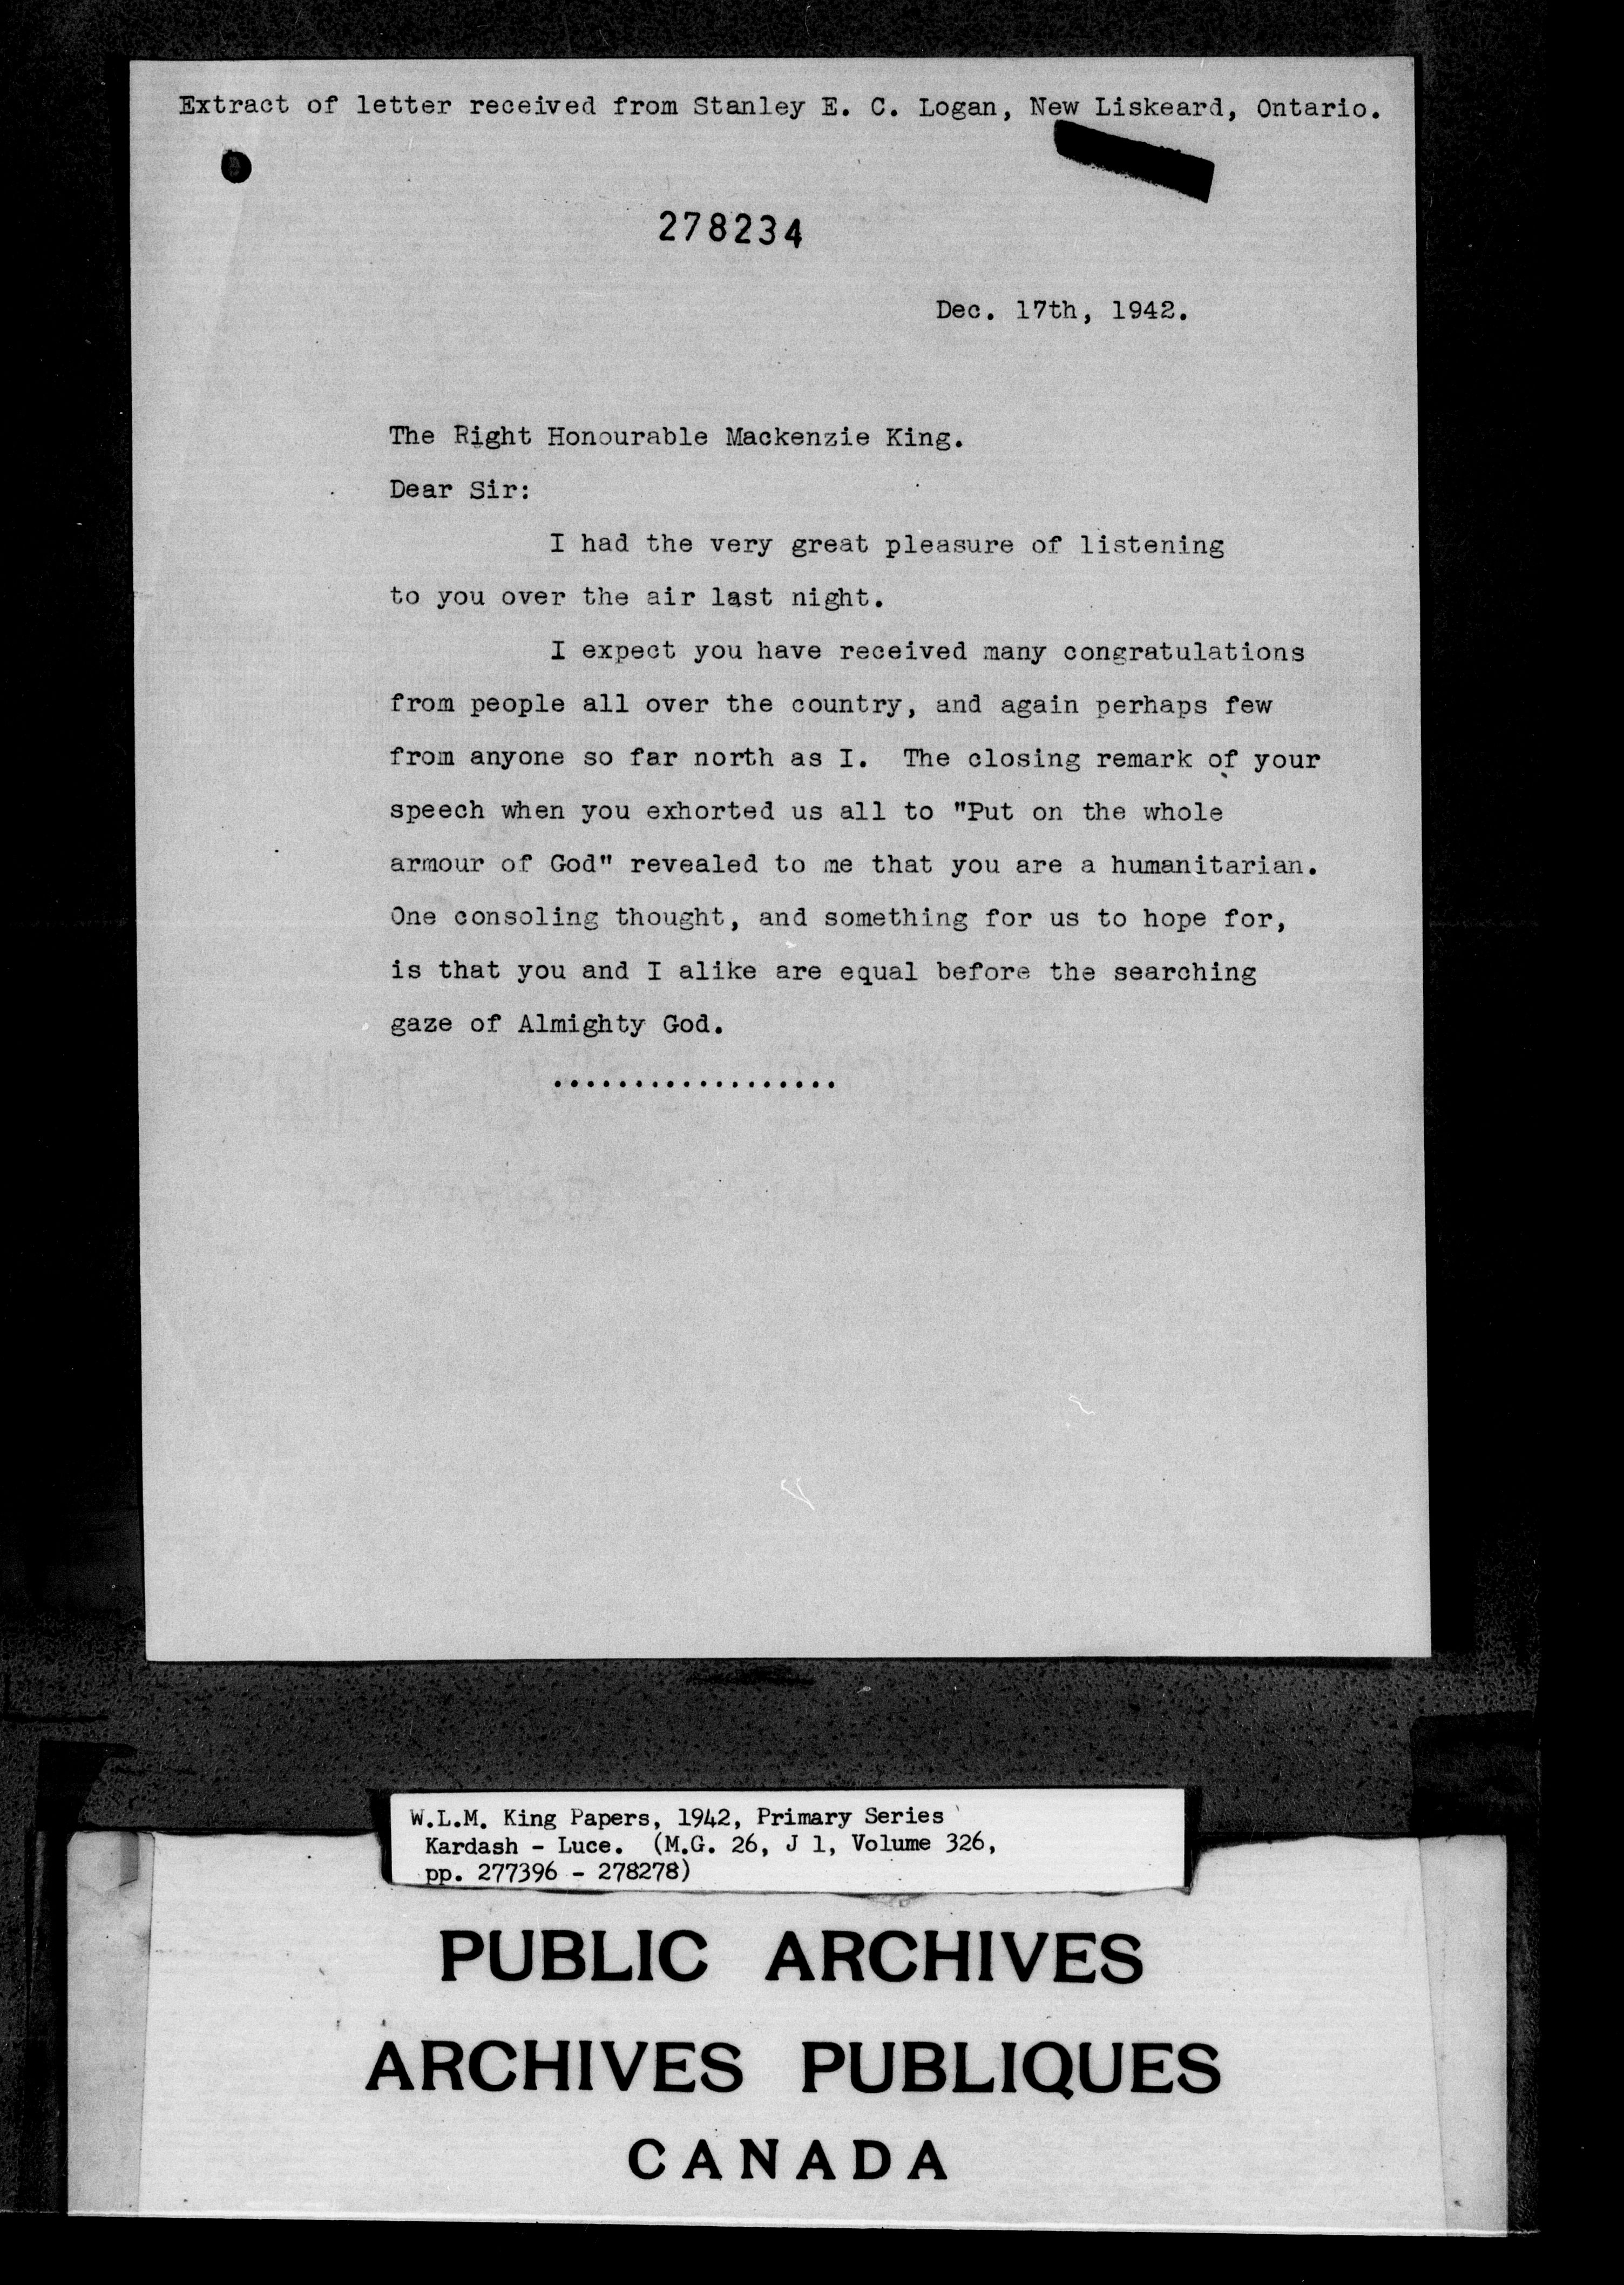 Extract of letter received from Stanley E. C. Logan, New Liskeard, Ontario.
278234
Dec. 17th, 1942.
The Right Honourable Mackenzie King.
Dear Sir:
I had the very great pleasure of listening
to you over the air last night.
I expect you have received many congratulations
from people all over the country, and again perhaps few
from anyone so far north as I. The closing remark of your
speech when you exhorted us all to "Put on the whole
armour of God" revealed to me that you are a humanitarian.
One consoling thought, and something for us to hope for,
is that you and I alike are equal before the searching
gaze of Almighty God.
..................
W.L.M. King Papers, 1942, Primary Series
Kardash - Luce. (M.G. 26, J 1, Volume 326,
pp. 277396 - 278278)
PUBLIC ARCHIVES
ARCHIVES PUBLIQUES
CANADA